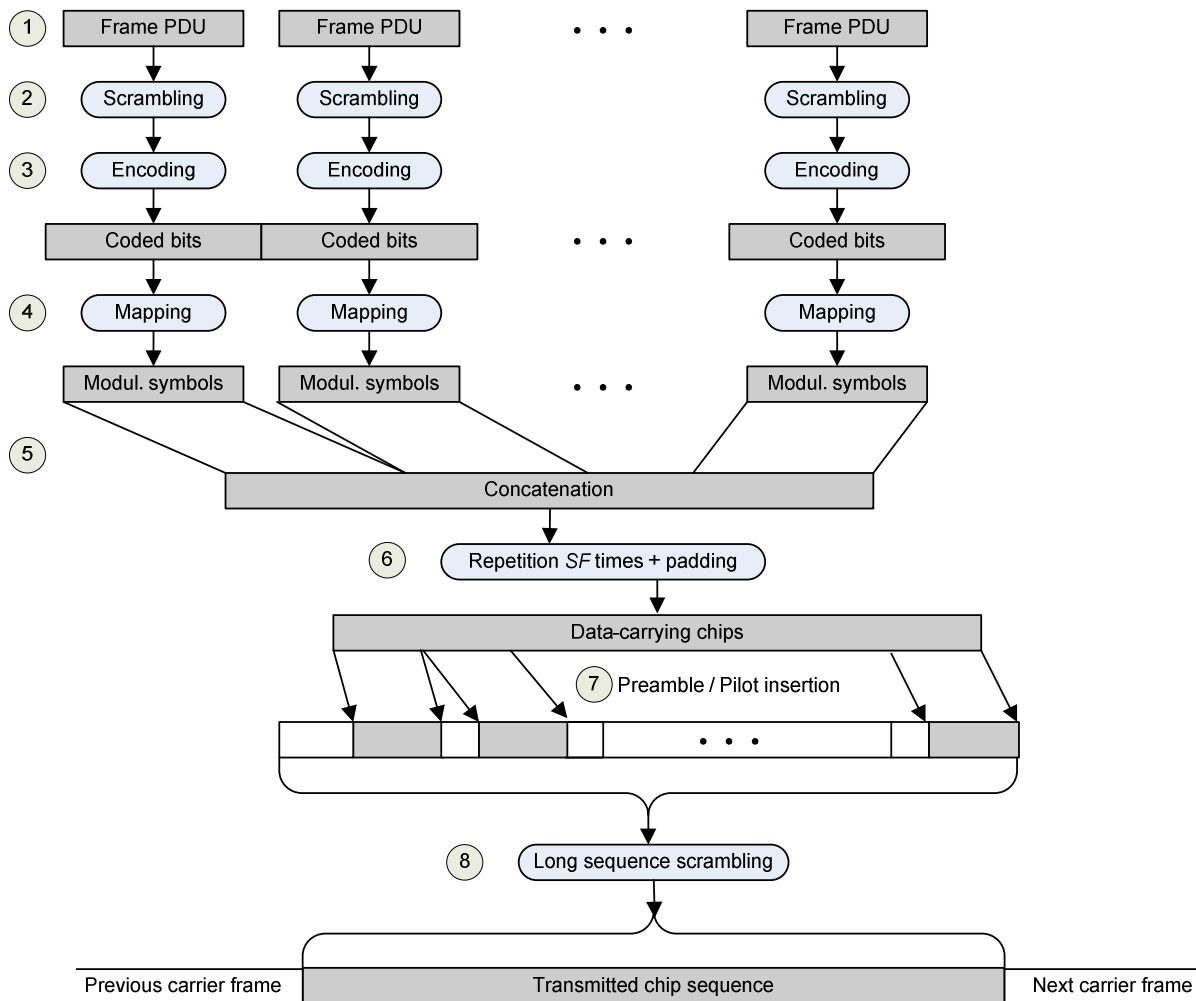 1 Frame PDU Frame PDU • • • Frame PDU
2 Scrambling Scrambling Scrambling
3 Encoding Encoding Encoding
Coded bits Coded bits • • • Coded bits
4 Mapping Mapping Mapping
Modul. symbols Modul. symbols • • • Modul. symbols
5
Concatenation
6 Repetition SF times + padding
Data-carrying chips
7 Preamble / Pilot insertion
• • •
8 Long sequence scrambling
Previous carrier frame Transmitted chip sequence Next carrier frame